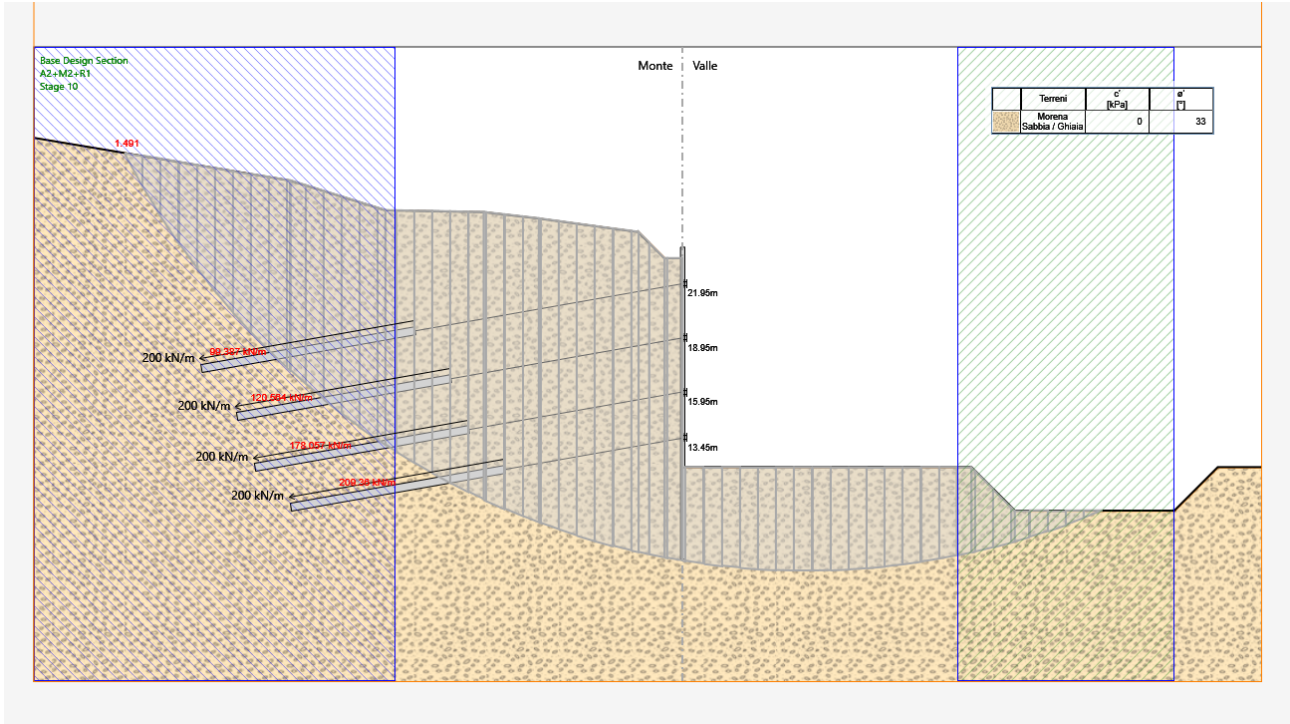 Base Design Section
A2+M2+R1
Stage 10
Monte
Valle
c' ø'
Terreni [kPa] [°]
Morena
Sabbia / Ghiaia 0 33
1.491
21.95m
18.95m
15.95m
13.45m
200 kN/m
200 kN/m
200 kN/m
200 kN/m